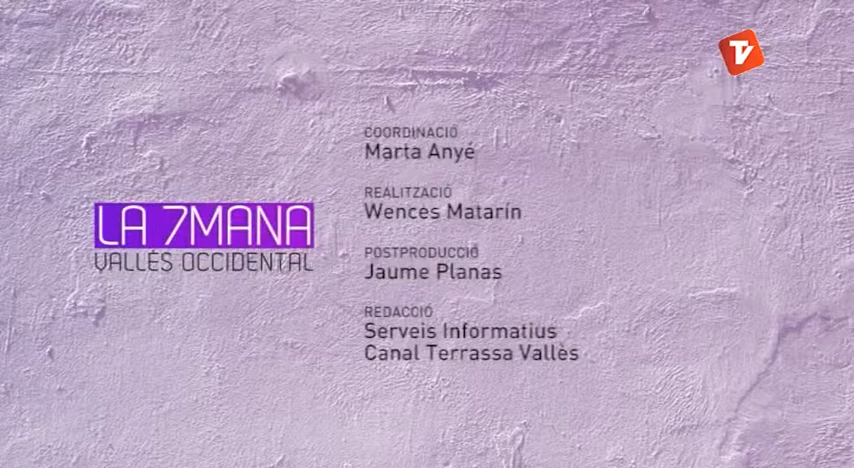 TV
COORDINACIÓ
Marta Anyé
REALITZACIÓ
Wences Matarín
LA 7MANA
VALLÈS OCCIDENTAL
POSTPRODUCCIÓ
Jaume Planas
REDACCIÓ
Serveis Informatius
Canal Terrassa Vallès